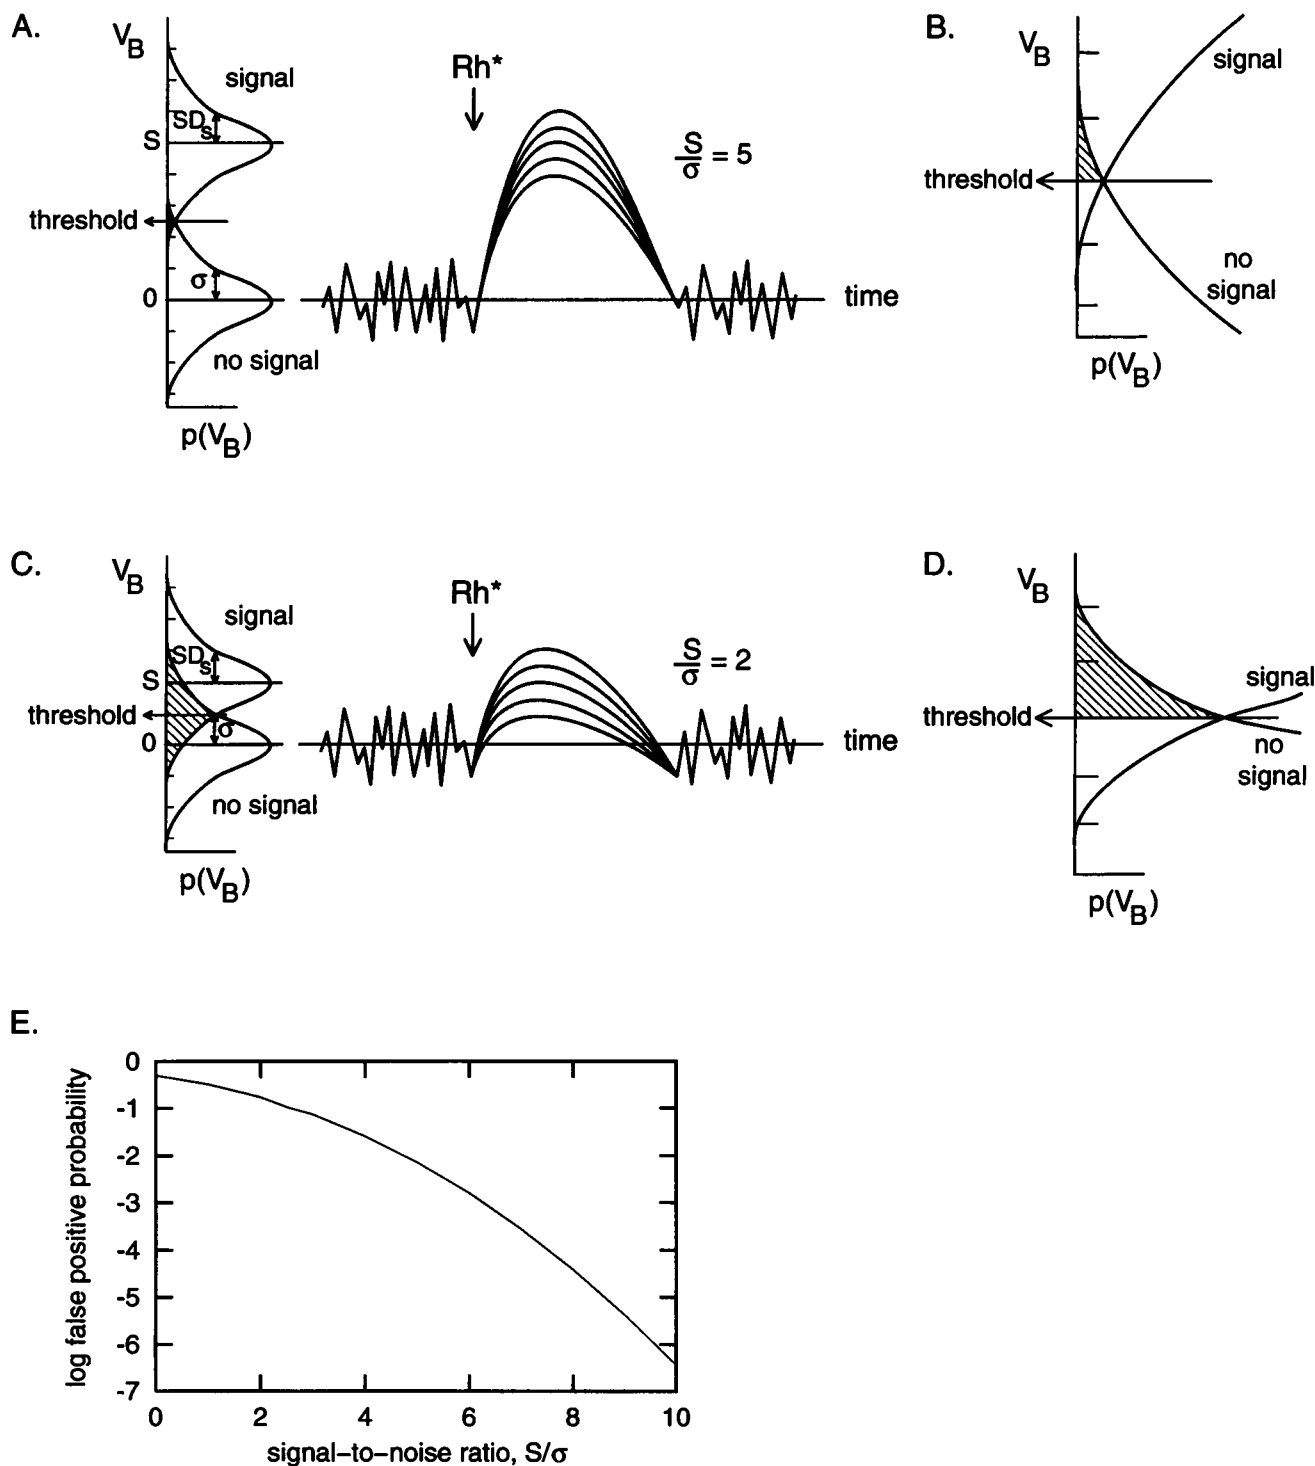 A.
V_B
signal
SD_s
S
threshold
σ
0
no signal
p(V_B)
Rh*
S/σ = 5
time
B.
V_B
signal
threshold
no
signal
p(V_B)
C.
V_B
signal
SD_s
S
threshold
σ
0
no signal
p(V_B)
Rh*
S/σ = 2
time
D.
V_B
signal
threshold
no
signal
p(V_B)
E.
log false positive probability
0
-1
-2
-3
-4
-5
-6
-7
0 2 4 6 8 10
signal-to-noise ratio, S/σ